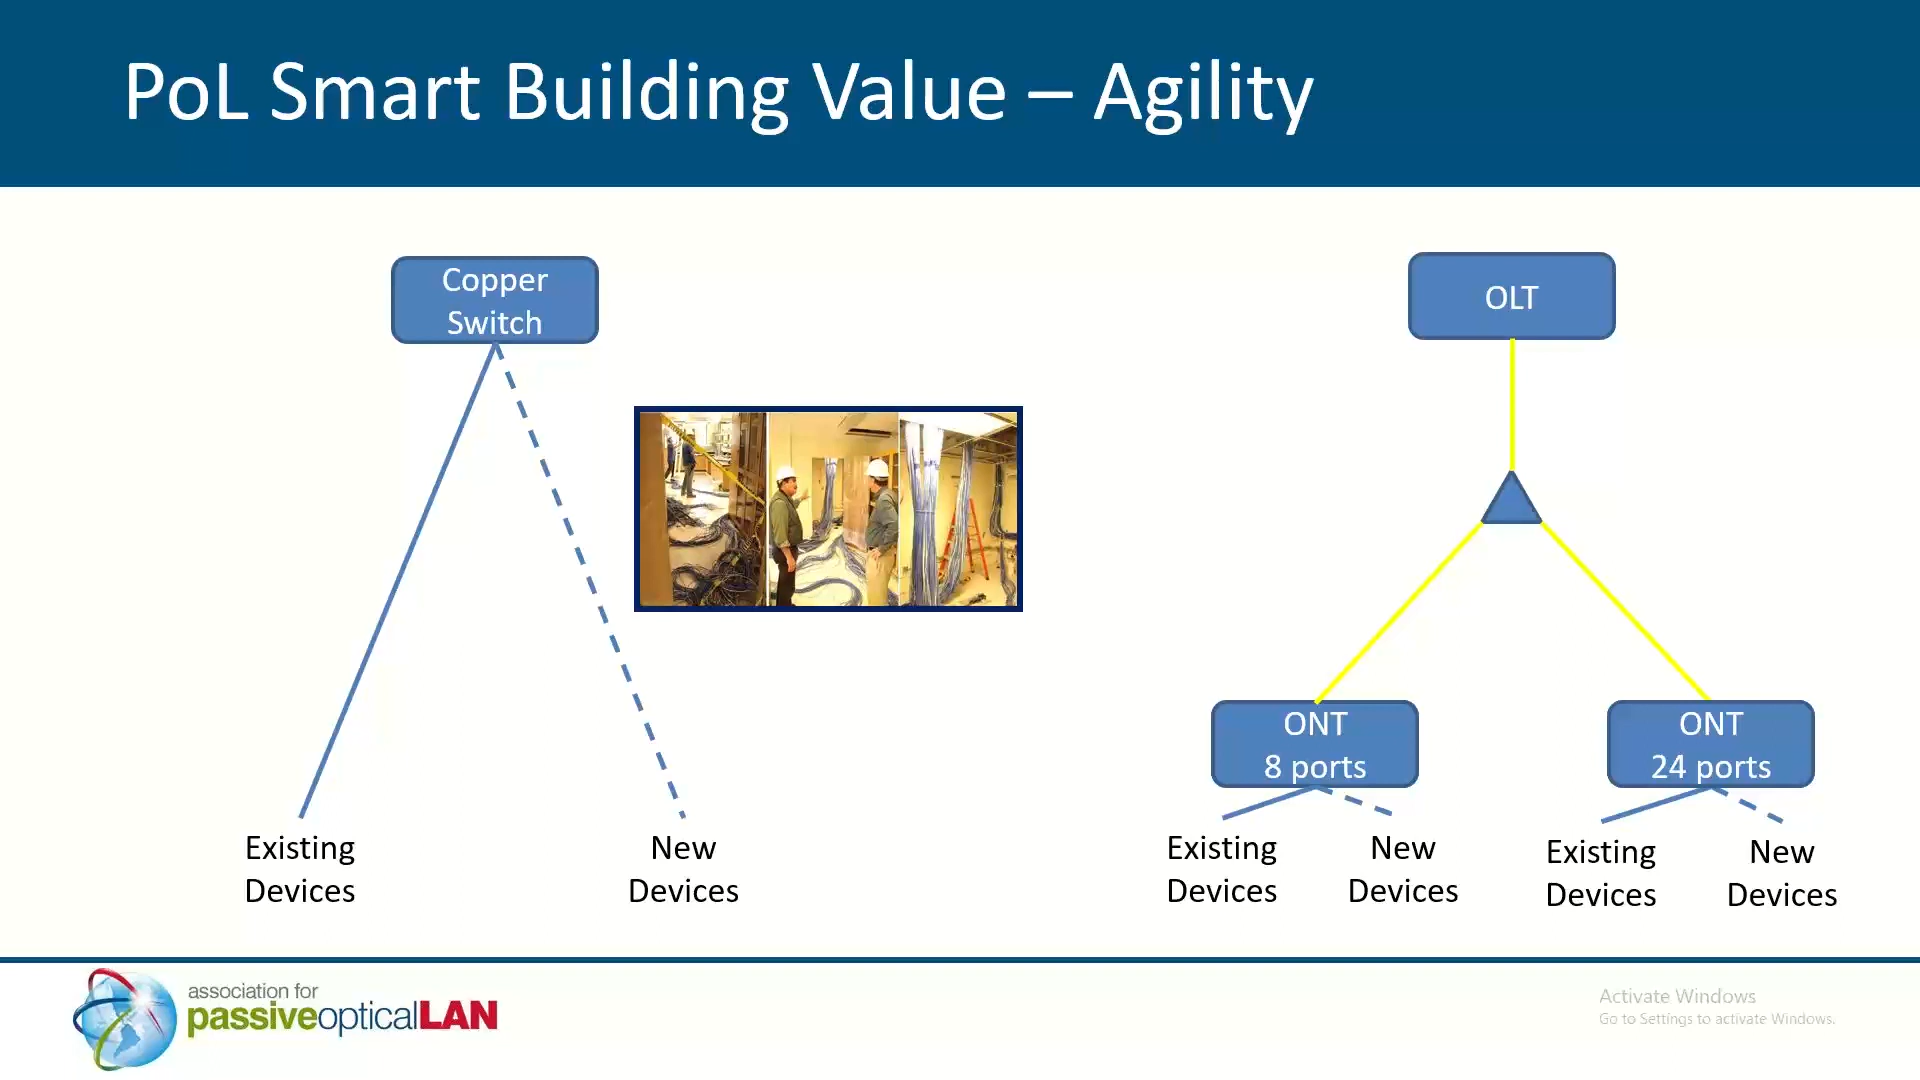 PoL Smart Building Value – Agility
Copper
Switch
OLT
ONT
8 ports
ONT
24 ports
Existing
Devices
New
Devices
Existing
Devices
New
Devices
Existing
Devices
New
Devices
association for
passiveopticalLAN
Activate Windows
Go to Settings to activate Windows.